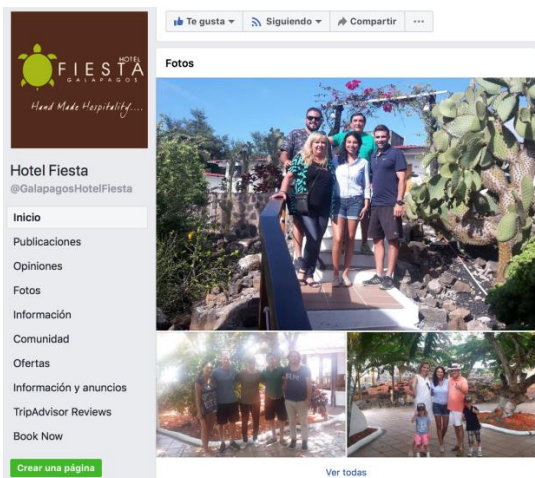 HOTEL
FIESTA
GALAPAGOS
Hand Made Hospitality....
Hotel Fiesta
@GalapagosHotelFiesta
Inicio
Publicaciones
Opiniones
Fotos
Información
Comunidad
Ofertas
Información y anuncios
TripAdvisor Reviews
Book Now
Crear una página
Te gusta
Siguiendo
Compartir
Fotos
Ver todas